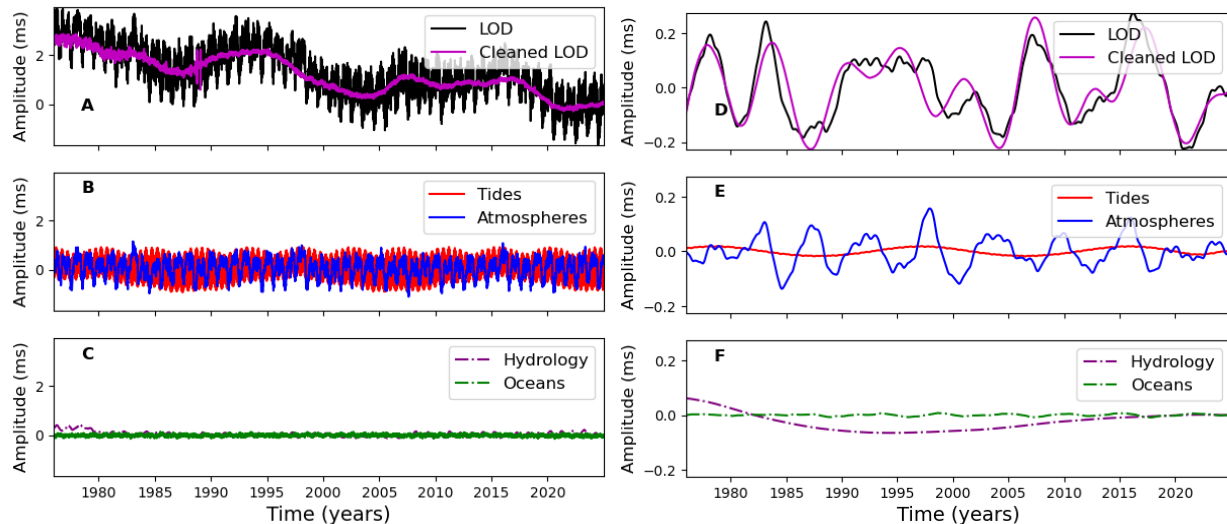 Amplitude (ms)
2
0
A
LOD
Cleaned LOD
Amplitude (ms)
0.2
0.0
−0.2
D
LOD
Cleaned LOD
Amplitude (ms)
2
0
B
Tides
Atmospheres
Amplitude (ms)
0.2
0.0
−0.2
E
Tides
Atmospheres
Amplitude (ms)
2
0
C
Hydrology
Oceans
1980 1985 1990 1995 2000 2005 2010 2015 2020
Time (years)
Amplitude (ms)
0.2
0.0
−0.2
F
Hydrology
Oceans
1980 1985 1990 1995 2000 2005 2010 2015 2020
Time (years)